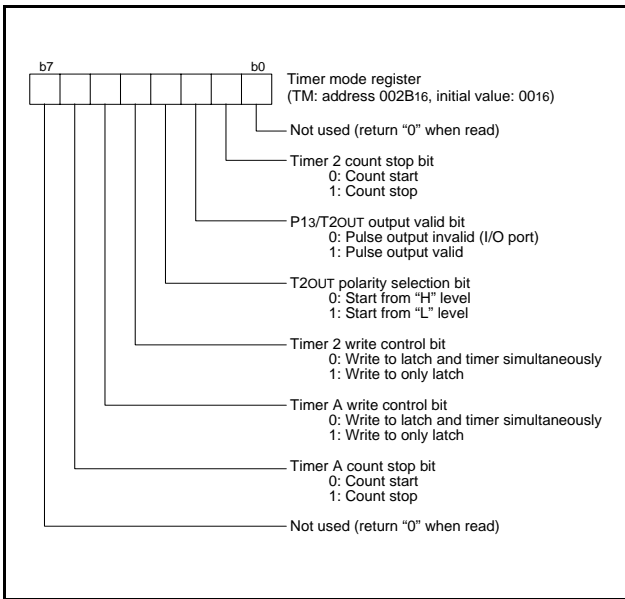 b7 b0
Timer mode register
(TM: address 002B16, initial value: 0016)
Not used (return “0” when read)
Timer 2 count stop bit
0: Count start
1: Count stop
P13/T2OUT output valid bit
0: Pulse output invalid (I/O port)
1: Pulse output valid
T2OUT polarity selection bit
0: Start from “H” level
1: Start from “L” level
Timer 2 write control bit
0: Write to latch and timer simultaneously
1: Write to only latch
Timer A write control bit
0: Write to latch and timer simultaneously
1: Write to only latch
Timer A count stop bit
0: Count start
1: Count stop
Not used (return “0” when read)